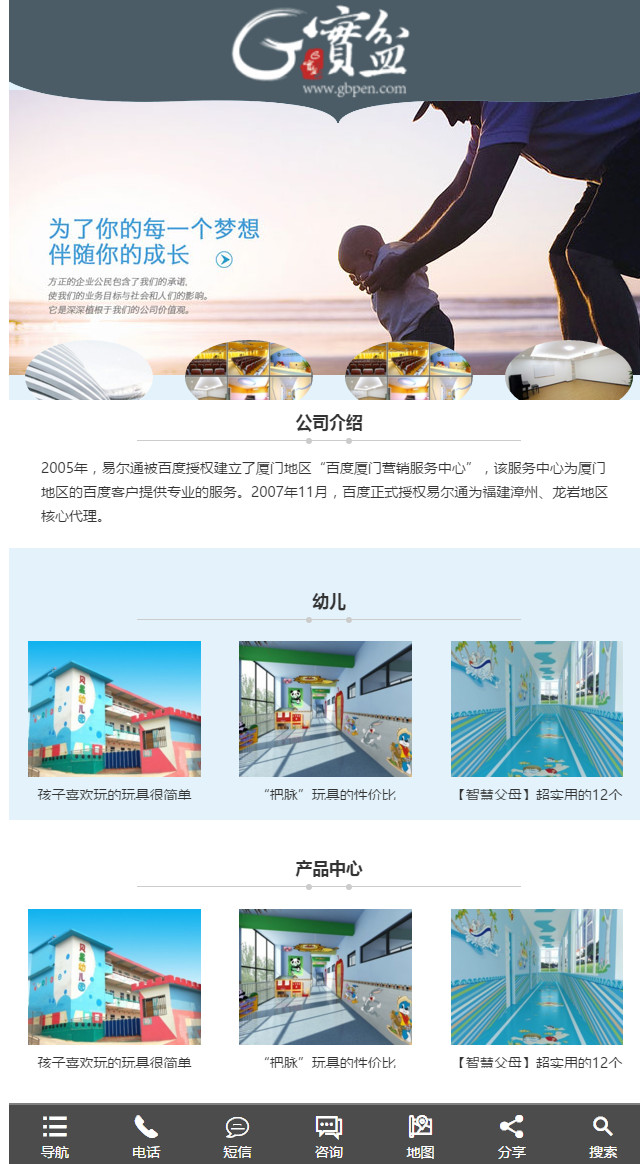 G實盆
www.gbpen.com
为了你的每一个梦想
伴随你的成长
方正的企业公民包含了我们的承诺,
使我们的业务目标与社会和人们的影响。
它是深深植根于我们的公司价值观。
公司介绍
2005年，易尔通被百度授权建立了厦门地区“百度厦门营销服务中心”，该服务中心为厦门
地区的百度客户提供专业的服务。2007年11月，百度正式授权易尔通为福建漳州、龙岩地区
核心代理。
幼儿
孩子喜欢玩的玩具很简单
“把脉”玩具的性价比
【智慧父母】超实用的12个
产品中心
孩子喜欢玩的玩具很简单
“把脉”玩具的性价比
【智慧父母】超实用的12个
导航
电话
短信
咨询
地图
分享
搜索